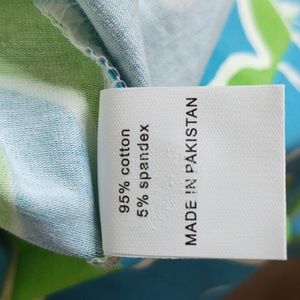 95% cotton
5% spandex
MADE IN PAKISTAN